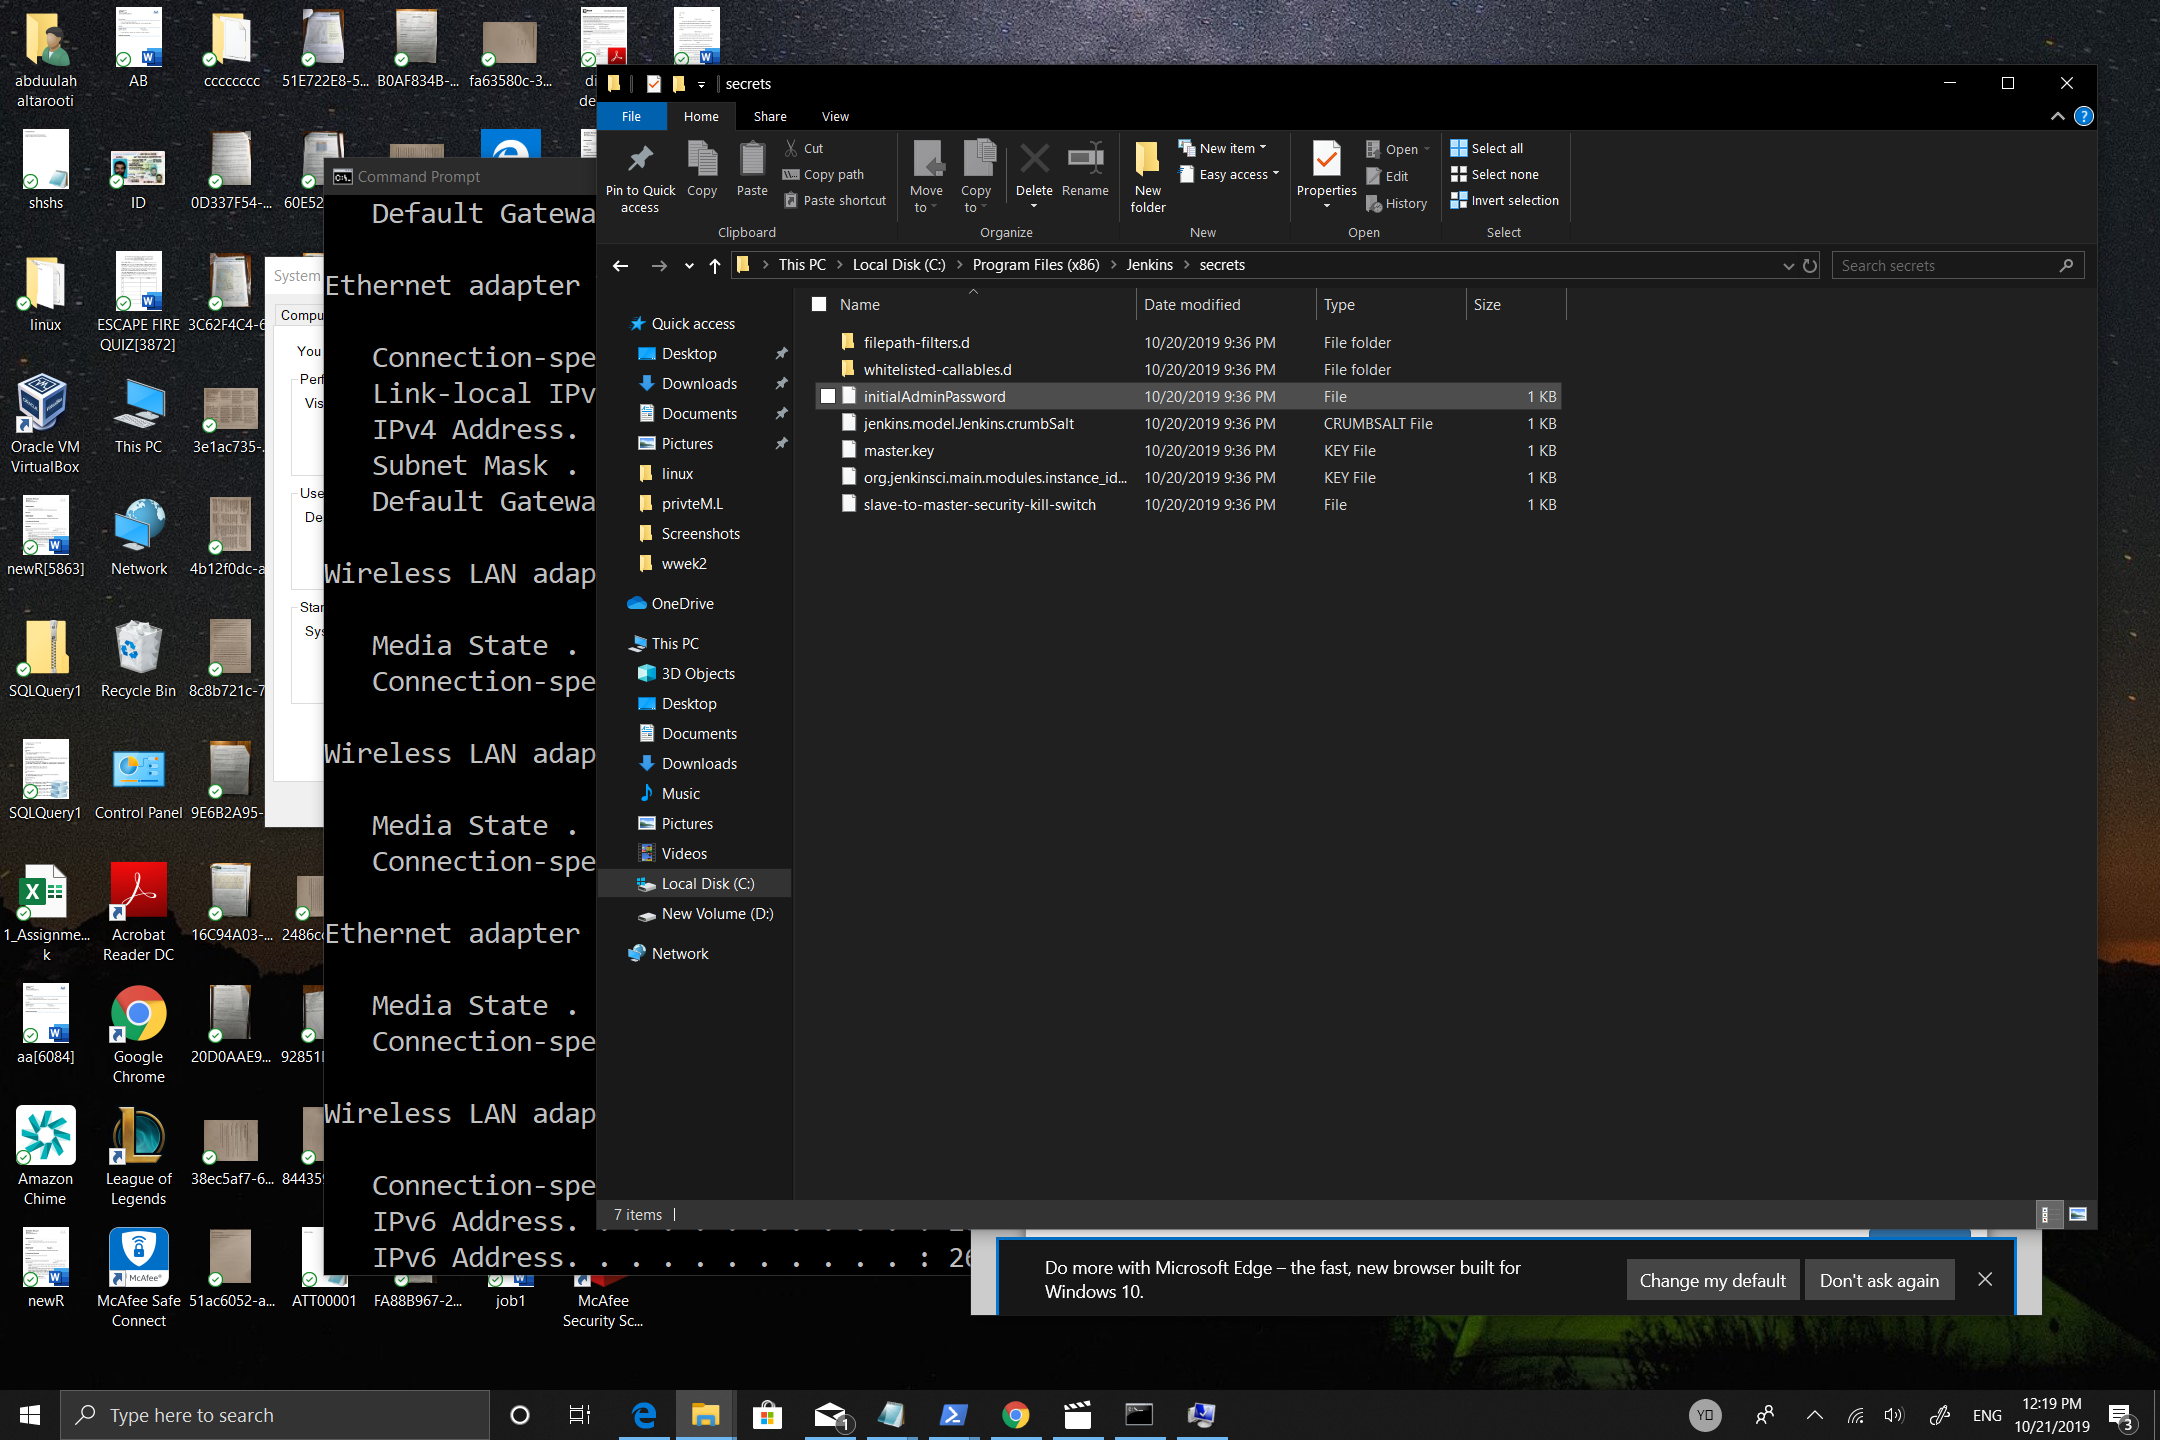 abduulah
altarooti
AB
cccccccc
51E722E8-5...
B0AF834B-...
fa63580c-3...
di
de
shshs
ID
0D337F54-...
60E52
linux
ESCAPE FIRE
QUIZ[3872]
3C62F4C4-6
Oracle VM
VirtualBox
This PC
3e1ac735-...
newR[5863]
Network
4b12f0dc-a
SQLQuery1
Recycle Bin
8c8b721c-7
SQLQuery1
Control Panel
9E6B2A95-
1_Assignme...
k
Acrobat
Reader DC
16C94A03-...
2486c
aa[6084]
Google
Chrome
20D0AAE9...
92851
Amazon
Chime
League of
Legends
38ec5af7-6...
84435
newR
McAfee Safe
Connect
51ac6052-a...
ATT00001
FA88B967-2...
job1
McAfee
Security Sc...
McAfee
System
Compu
You
Perf
Vis
Use
De
Star
Sys
Command Prompt
Default Gatewa
Ethernet adapter
Connection-spe
Link-local IPv
IPv4 Address.
Subnet Mask .
Default Gatewa
Wireless LAN adap
Media State .
Connection-spe
Wireless LAN adap
Media State .
Connection-spe
Ethernet adapter
Media State .
Connection-spe
Wireless LAN adap
Connection-spe
IPv6 Address. . . . . . . . . . . :
IPv6 Address. . . . . . . . . . . : 26
secrets
File Home Share View
Pin to Quick
access
Copy
Paste
Cut
Copy path
Paste shortcut
Clipboard
Move
to
Copy
to
Delete
Rename
Organize
New
folder
New item
Easy access
New
Properties
Open
Edit
History
Open
Select all
Select none
Invert selection
Select
This PC > Local Disk (C:) > Program Files (x86) > Jenkins > secrets
Search secrets
Quick access
Desktop
Downloads
Documents
Pictures
linux
privteM.L
Screenshots
wwek2
OneDrive
This PC
3D Objects
Desktop
Documents
Downloads
Music
Pictures
Videos
Local Disk (C:)
New Volume (D:)
Network
Name Date modified Type Size
filepath-filters.d 10/20/2019 9:36 PM File folder
whitelisted-callables.d 10/20/2019 9:36 PM File folder
initialAdminPassword 10/20/2019 9:36 PM File 1 KB
jenkins.model.Jenkins.crumbSalt 10/20/2019 9:36 PM CRUMBSALT File 1 KB
master.key 10/20/2019 9:36 PM KEY File 1 KB
org.jenkinsci.main.modules.instance_id... 10/20/2019 9:36 PM KEY File 1 KB
slave-to-master-security-kill-switch 10/20/2019 9:36 PM File 1 KB
7 items
Do more with Microsoft Edge – the fast, new browser built for
Windows 10.
Change my default
Don't ask again
Type here to search
1
YO
ENG
12:19 PM
10/21/2019
3